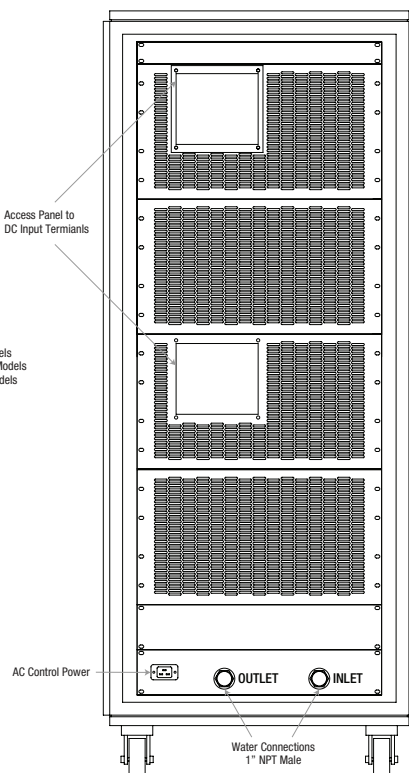 Access Panel to
DC Input Termianls
els
Models
dels
AC Control Power
OUTLET
INLET
Water Connections
1" NPT Male